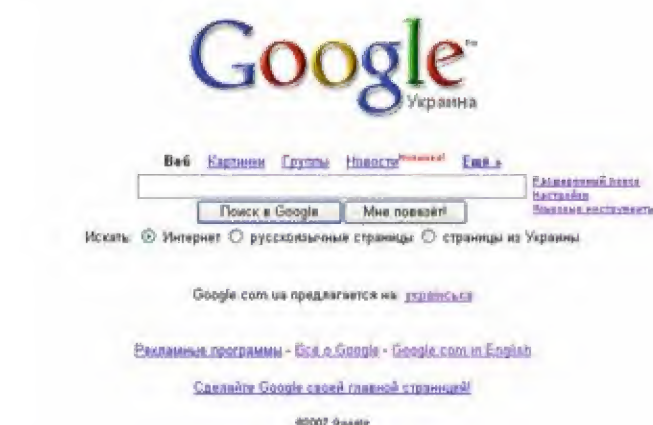 Google™
Украина
Веб Картинки Группы Новости Новинка! Ещё »
Расширенный поиск
Настройки
Языковые инструменты
Поиск в Google Мне повезёт!
Искать: Интернет русскоязычные страницы страницы из Украины
Google.com.ua предлагается на: українська
Рекламные программы - Всё о Google - Google.com in English
Сделайте Google своей главной страницей!
©2007 Google